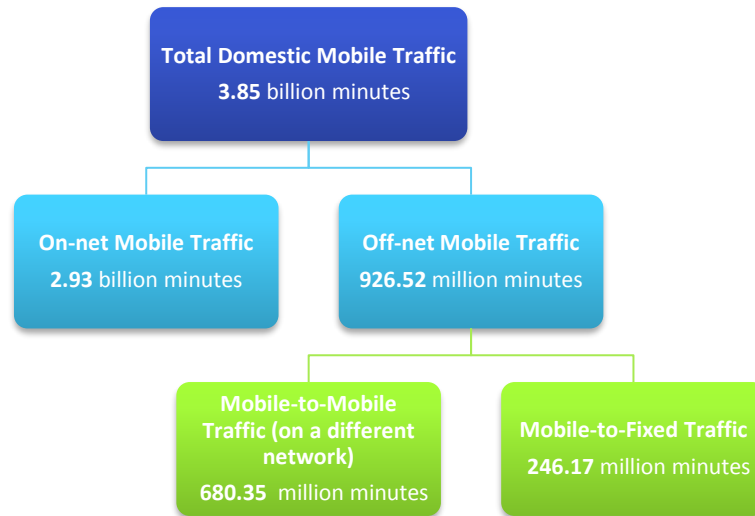 Total Domestic Mobile Traffic
3.85 billion minutes
On-net Mobile Traffic
2.93 billion minutes
Off-net Mobile Traffic
926.52 million minutes
Mobile-to-Mobile
Traffic (on a different
network)
680.35 million minutes
Mobile-to-Fixed Traffic
246.17 million minutes